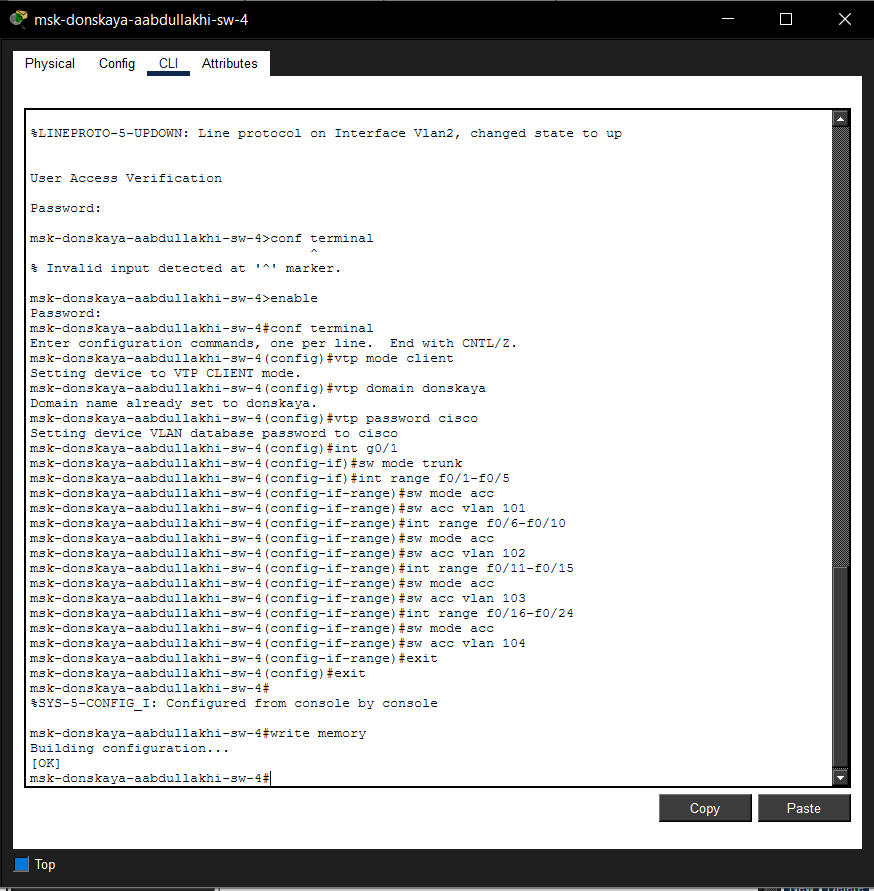 msk-donskaya-aabdullakhi-sw-4
Physical Config CLI Attributes
%LINEPROTO-5-UPDOWN: Line protocol on Interface Vlan2, changed state to up
User Access Verification
Password:
msk-donskaya-aabdullakhi-sw-4>conf terminal
^
% Invalid input detected at '^' marker.
msk-donskaya-aabdullakhi-sw-4>enable
Password:
msk-donskaya-aabdullakhi-sw-4#conf terminal
Enter configuration commands, one per line.  End with CNTL/Z.
msk-donskaya-aabdullakhi-sw-4(config)#vtp mode client
Setting device to VTP CLIENT mode.
msk-donskaya-aabdullakhi-sw-4(config)#vtp domain donskaya
Domain name already set to donskaya.
msk-donskaya-aabdullakhi-sw-4(config)#vtp password cisco
Setting device VLAN database password to cisco
msk-donskaya-aabdullakhi-sw-4(config)#int g0/1
msk-donskaya-aabdullakhi-sw-4(config-if)#sw mode trunk
msk-donskaya-aabdullakhi-sw-4(config-if)#int range f0/1-f0/5
msk-donskaya-aabdullakhi-sw-4(config-if-range)#sw mode acc
msk-donskaya-aabdullakhi-sw-4(config-if-range)#sw acc vlan 101
msk-donskaya-aabdullakhi-sw-4(config-if-range)#int range f0/6-f0/10
msk-donskaya-aabdullakhi-sw-4(config-if-range)#sw mode acc
msk-donskaya-aabdullakhi-sw-4(config-if-range)#sw acc vlan 102
msk-donskaya-aabdullakhi-sw-4(config-if-range)#int range f0/11-f0/15
msk-donskaya-aabdullakhi-sw-4(config-if-range)#sw mode acc
msk-donskaya-aabdullakhi-sw-4(config-if-range)#sw acc vlan 103
msk-donskaya-aabdullakhi-sw-4(config-if-range)#int range f0/16-f0/24
msk-donskaya-aabdullakhi-sw-4(config-if-range)#sw mode acc
msk-donskaya-aabdullakhi-sw-4(config-if-range)#sw acc vlan 104
msk-donskaya-aabdullakhi-sw-4(config-if-range)#exit
msk-donskaya-aabdullakhi-sw-4(config)#exit
msk-donskaya-aabdullakhi-sw-4#
%SYS-5-CONFIG_I: Configured from console by console
msk-donskaya-aabdullakhi-sw-4#write memory
Building configuration...
[OK]
msk-donskaya-aabdullakhi-sw-4#
Copy Paste
Top